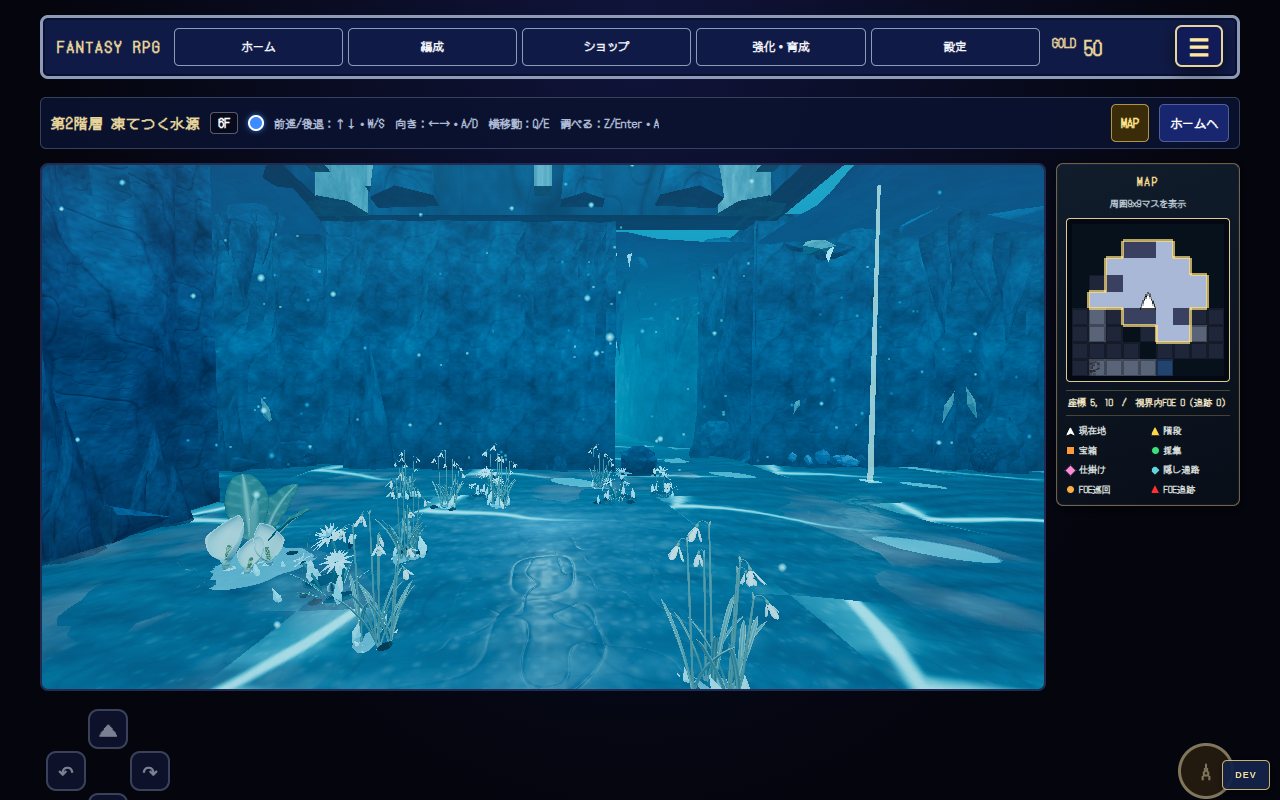 FANTASY RPG ホーム 編成 ショップ 強化・育成 設定 GOLD 50
第2階層 凍てつく水源 6F 前進/後退：↑↓・W/S 向き：←→・A/D 横移動：Q/E 調べる：Z/Enter・A MAP ホームへ
MAP
周囲9x9マスを表示
座標 5, 10 / 視界内FOE 0 (追跡 0)
現在地 階段
宝箱 採集
仕掛け 隠し通路
FOE巡回 FOE追跡
A DEV